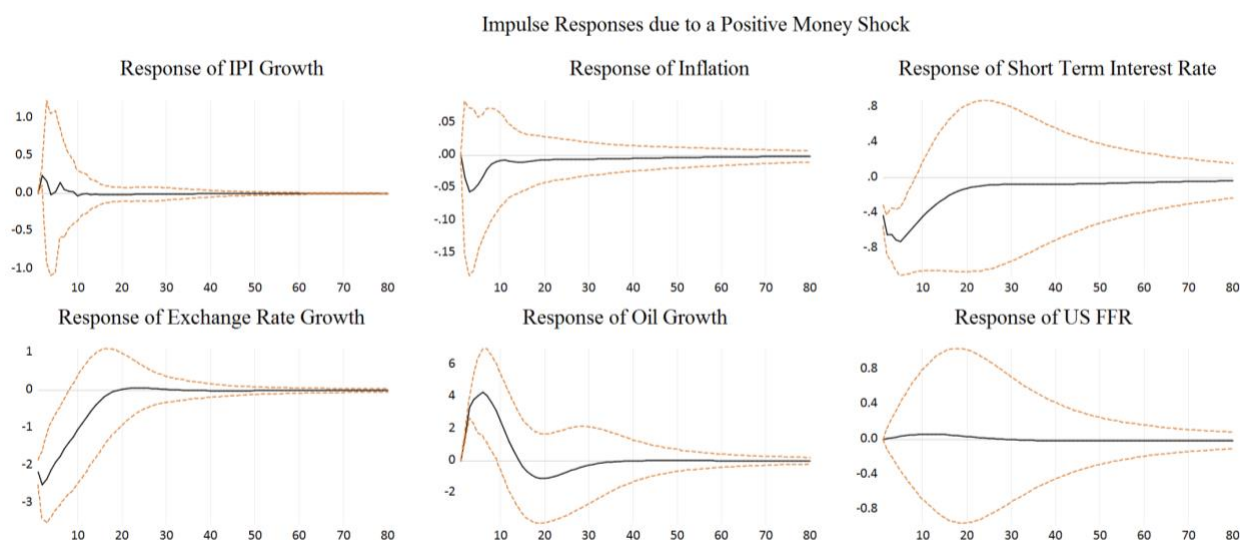 Impulse Responses due to a Positive Money Shock
Response of IPI Growth
1.0
0.5
0.0
-0.5
-1.0
10 20 30 40 50 60 70 80
Response of Inflation
.05
.00
-.05
-.10
-.15
10 20 30 40 50 60 70 80
Response of Short Term Interest Rate
.8
.4
.0
-.4
-.8
10 20 30 40 50 60 70 80
Response of Exchange Rate Growth
1
0
-1
-2
-3
10 20 30 40 50 60 70 80
Response of Oil Growth
6
4
2
0
-2
10 20 30 40 50 60 70 80
Response of US FFR
0.8
0.4
0.0
-0.4
-0.8
10 20 30 40 50 60 70 80